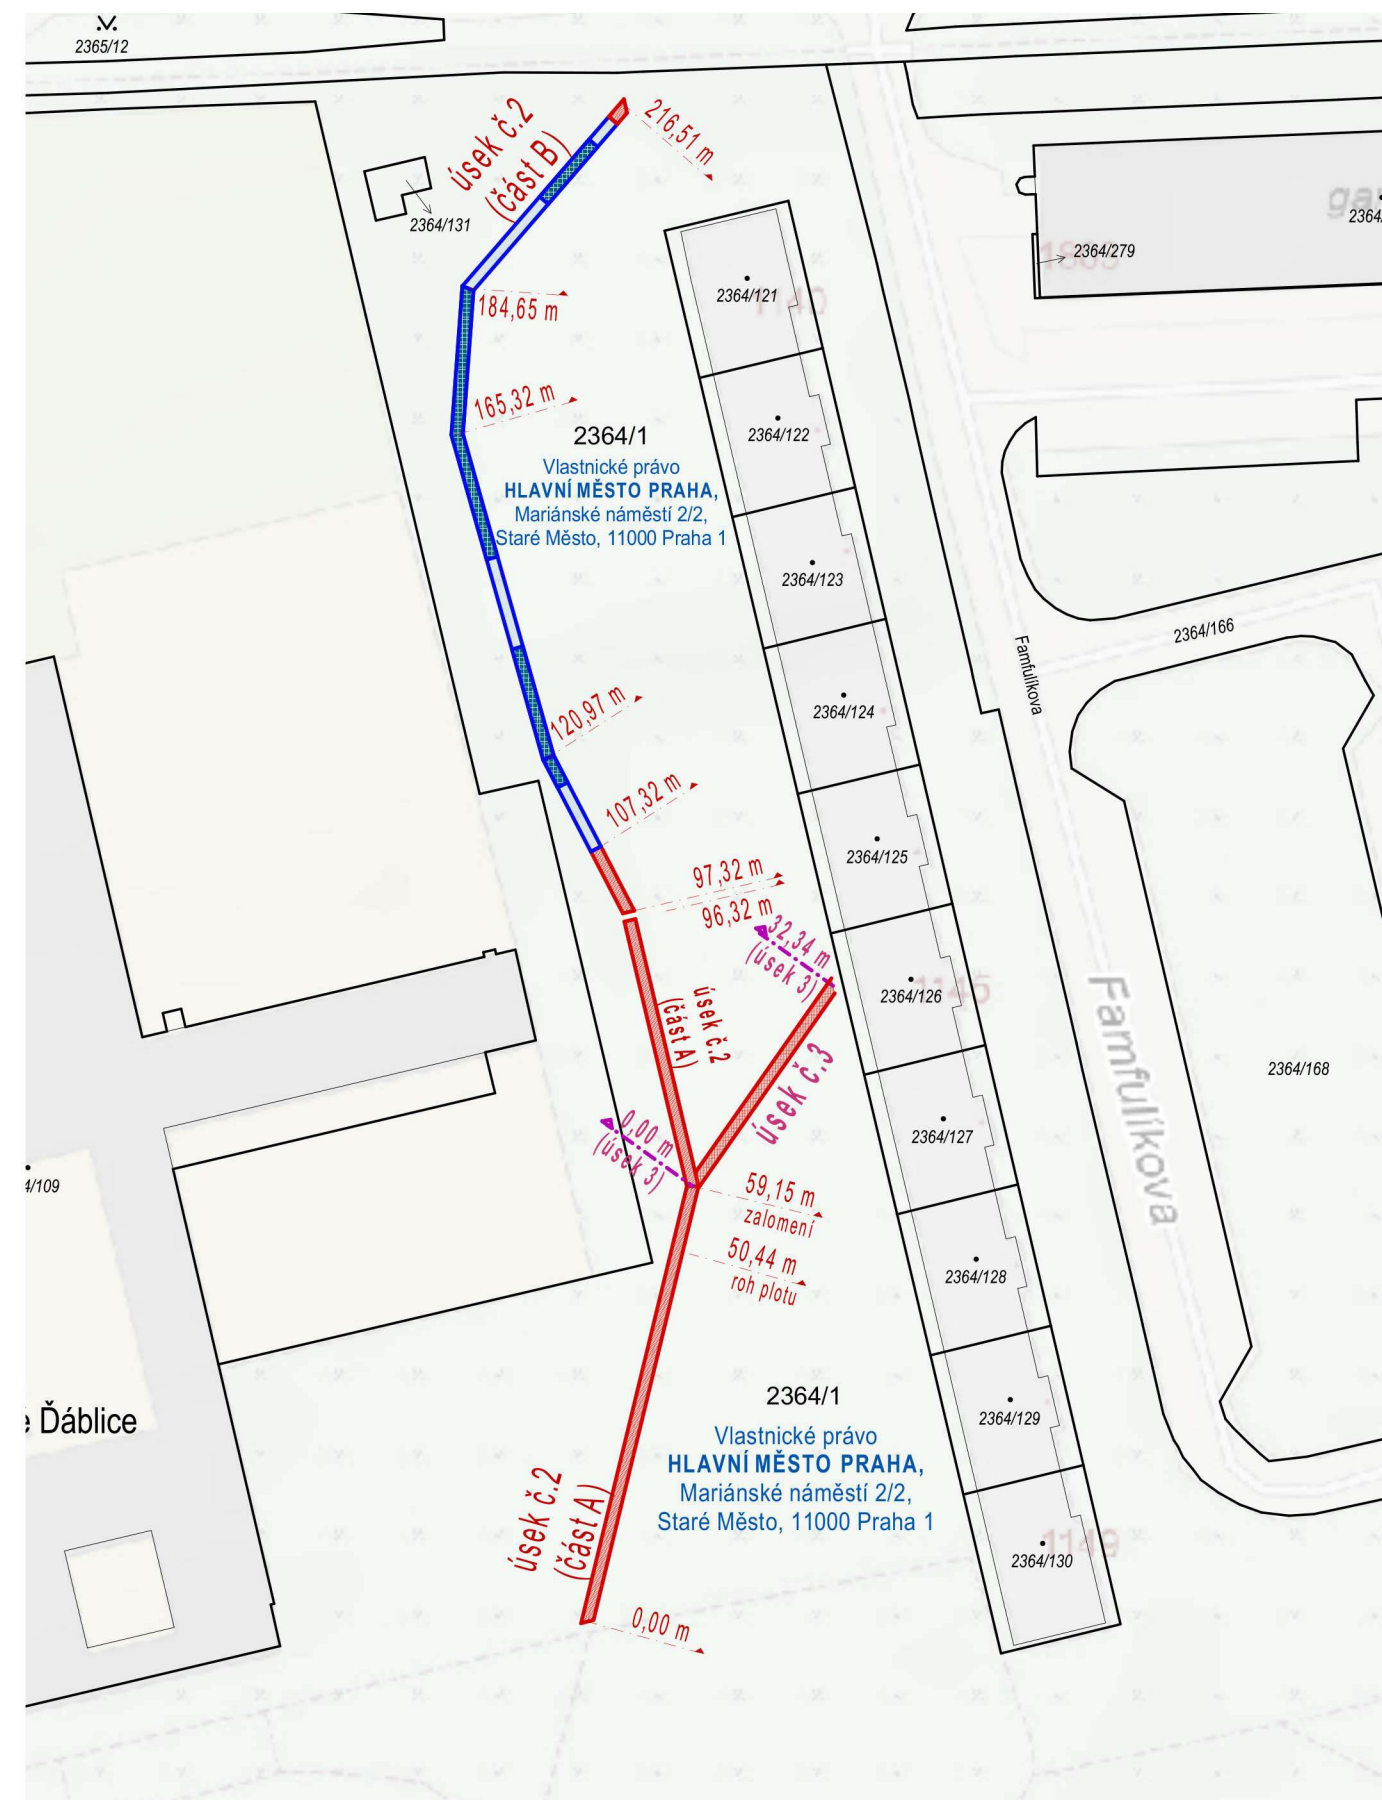 2365/12
úsek č.2
(část B)
216,51 m
2364/131
184,65 m
165,32 m
2364/1
Vlastnické právo
HLAVNÍ MĚSTO PRAHA,
Mariánské náměstí 2/2,
Staré Město, 11000 Praha 1
2364/121
1140
2364/122
2364/123
2364/124
2364/125
2364/126
1145
2364/127
2364/128
2364/129
2364/130
1149
2364/279
2364/166
Famfulíkova
2364/168
Famfulíkova
120,97 m
107,32 m
97,32 m
96,32 m
32,34 m
(úsek 3)
úsek č.2
(část A)
úsek č.3
0,00 m
(úsek 3)
59,15 m
zalomení
50,44 m
roh plotu
4/109
Ďáblice
2364/1
Vlastnické právo
HLAVNÍ MĚSTO PRAHA,
Mariánské náměstí 2/2,
Staré Město, 11000 Praha 1
úsek č.2
(část A)
0,00 m